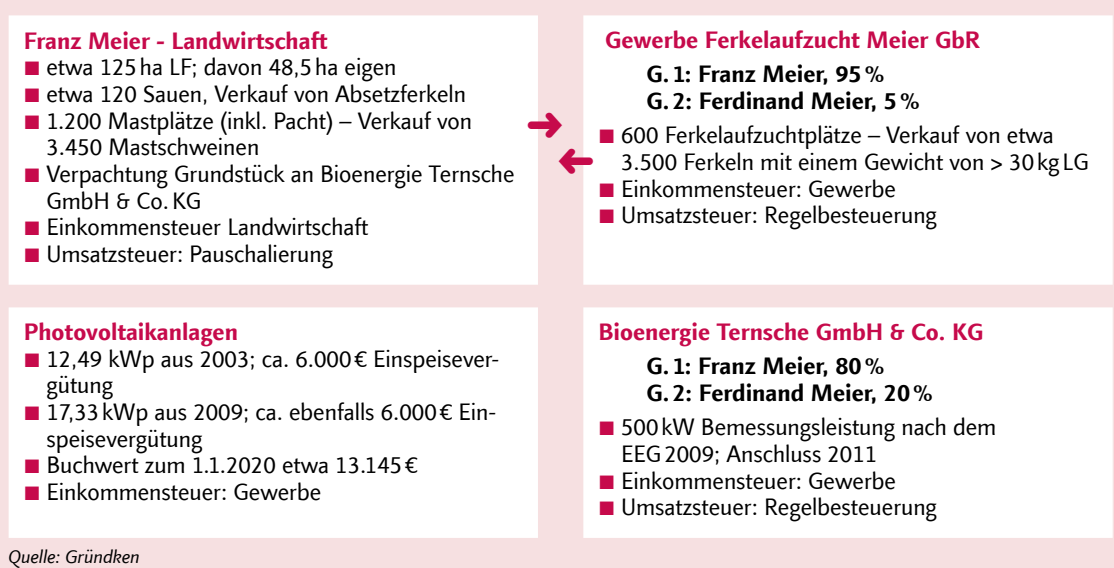 Franz Meier - Landwirtschaft
■ etwa 125 ha LF; davon 48,5 ha eigen
■ etwa 120 Sauen, Verkauf von Absetzferkeln
■ 1.200 Mastplätze (inkl. Pacht) – Verkauf von
3.450 Mastschweinen
■ Verpachtung Grundstück an Bioenergie Ternsche
GmbH & Co. KG
■ Einkommensteuer Landwirtschaft
■ Umsatzsteuer: Pauschalierung
Gewerbe Ferkelaufzucht Meier GbR
G. 1: Franz Meier, 95 %
G. 2: Ferdinand Meier, 5 %
■ 600 Ferkelaufzuchtplätze – Verkauf von etwa
3.500 Ferkeln mit einem Gewicht von > 30 kg LG
■ Einkommensteuer: Gewerbe
■ Umsatzsteuer: Regelbesteuerung
Photovoltaikanlagen
■ 12,49 kWp aus 2003; ca. 6.000 € Einspeisever-
gütung
■ 17,33 kWp aus 2009; ca. ebenfalls 6.000 € Ein-
speisevergütung
■ Buchwert zum 1.1.2020 etwa 13.145 €
■ Einkommensteuer: Gewerbe
Bioenergie Ternsche GmbH & Co. KG
G. 1: Franz Meier, 80 %
G. 2: Ferdinand Meier, 20 %
■ 500 kW Bemessungsleistung nach dem
EEG 2009; Anschluss 2011
■ Einkommensteuer: Gewerbe
■ Umsatzsteuer: Regelbesteuerung
Quelle: Gründken